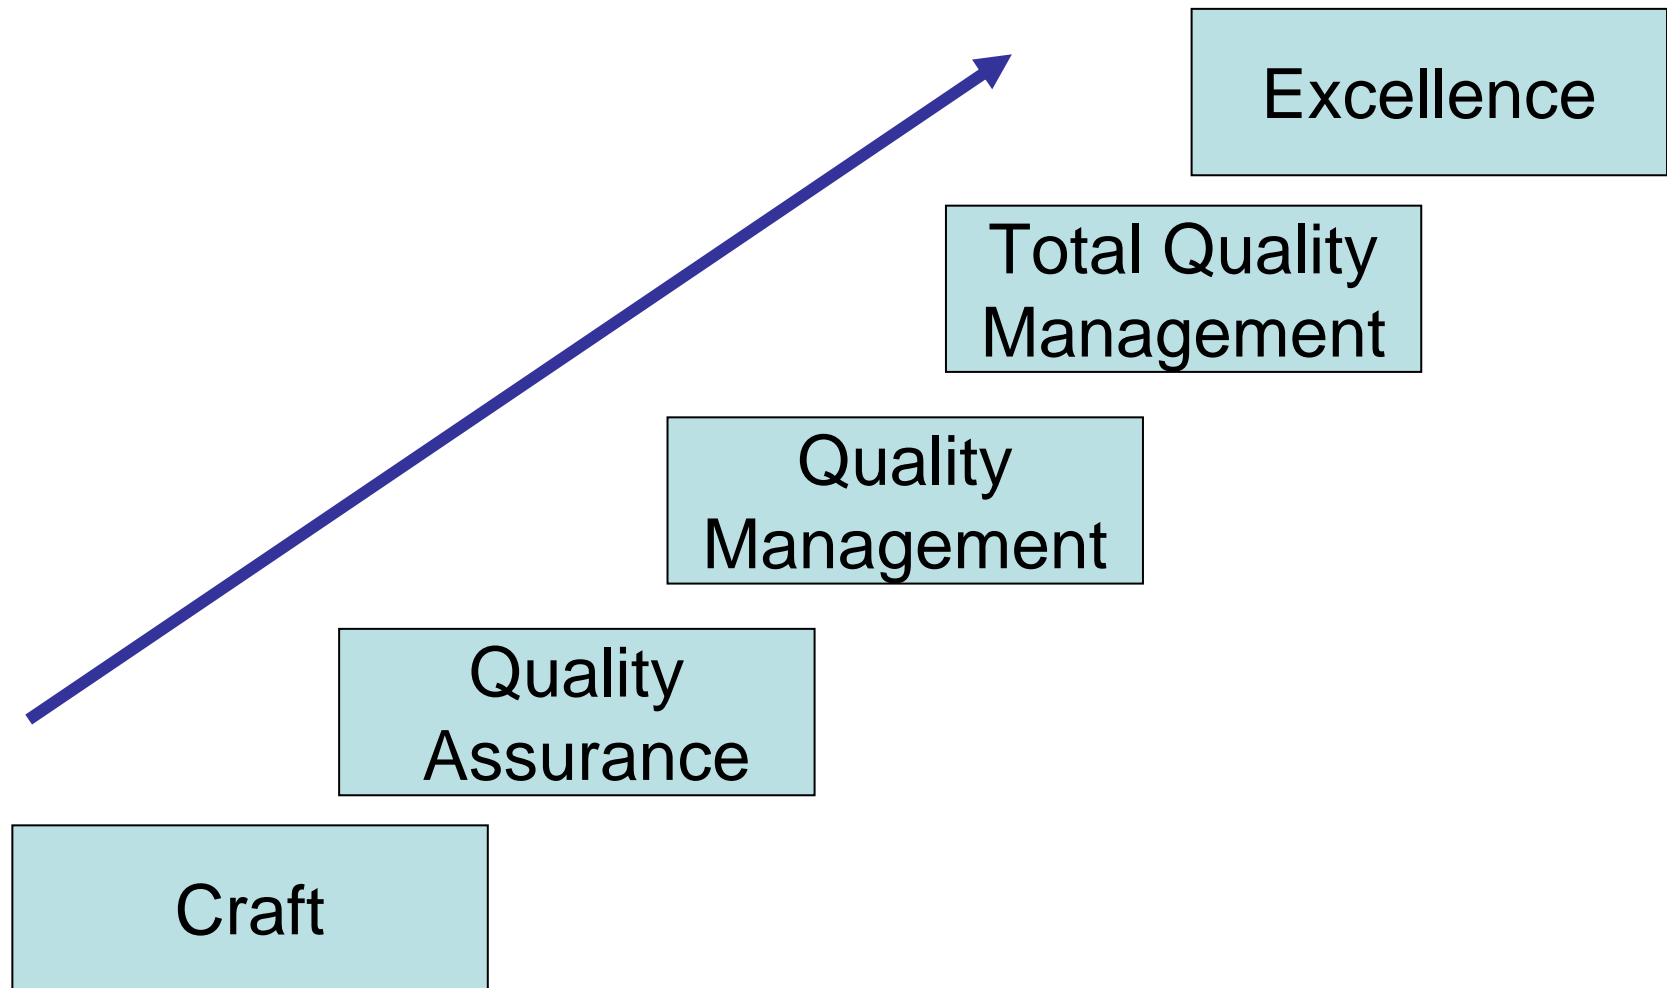 Excellence
Total Quality
Management
Quality
Management
Quality
Assurance
Craft